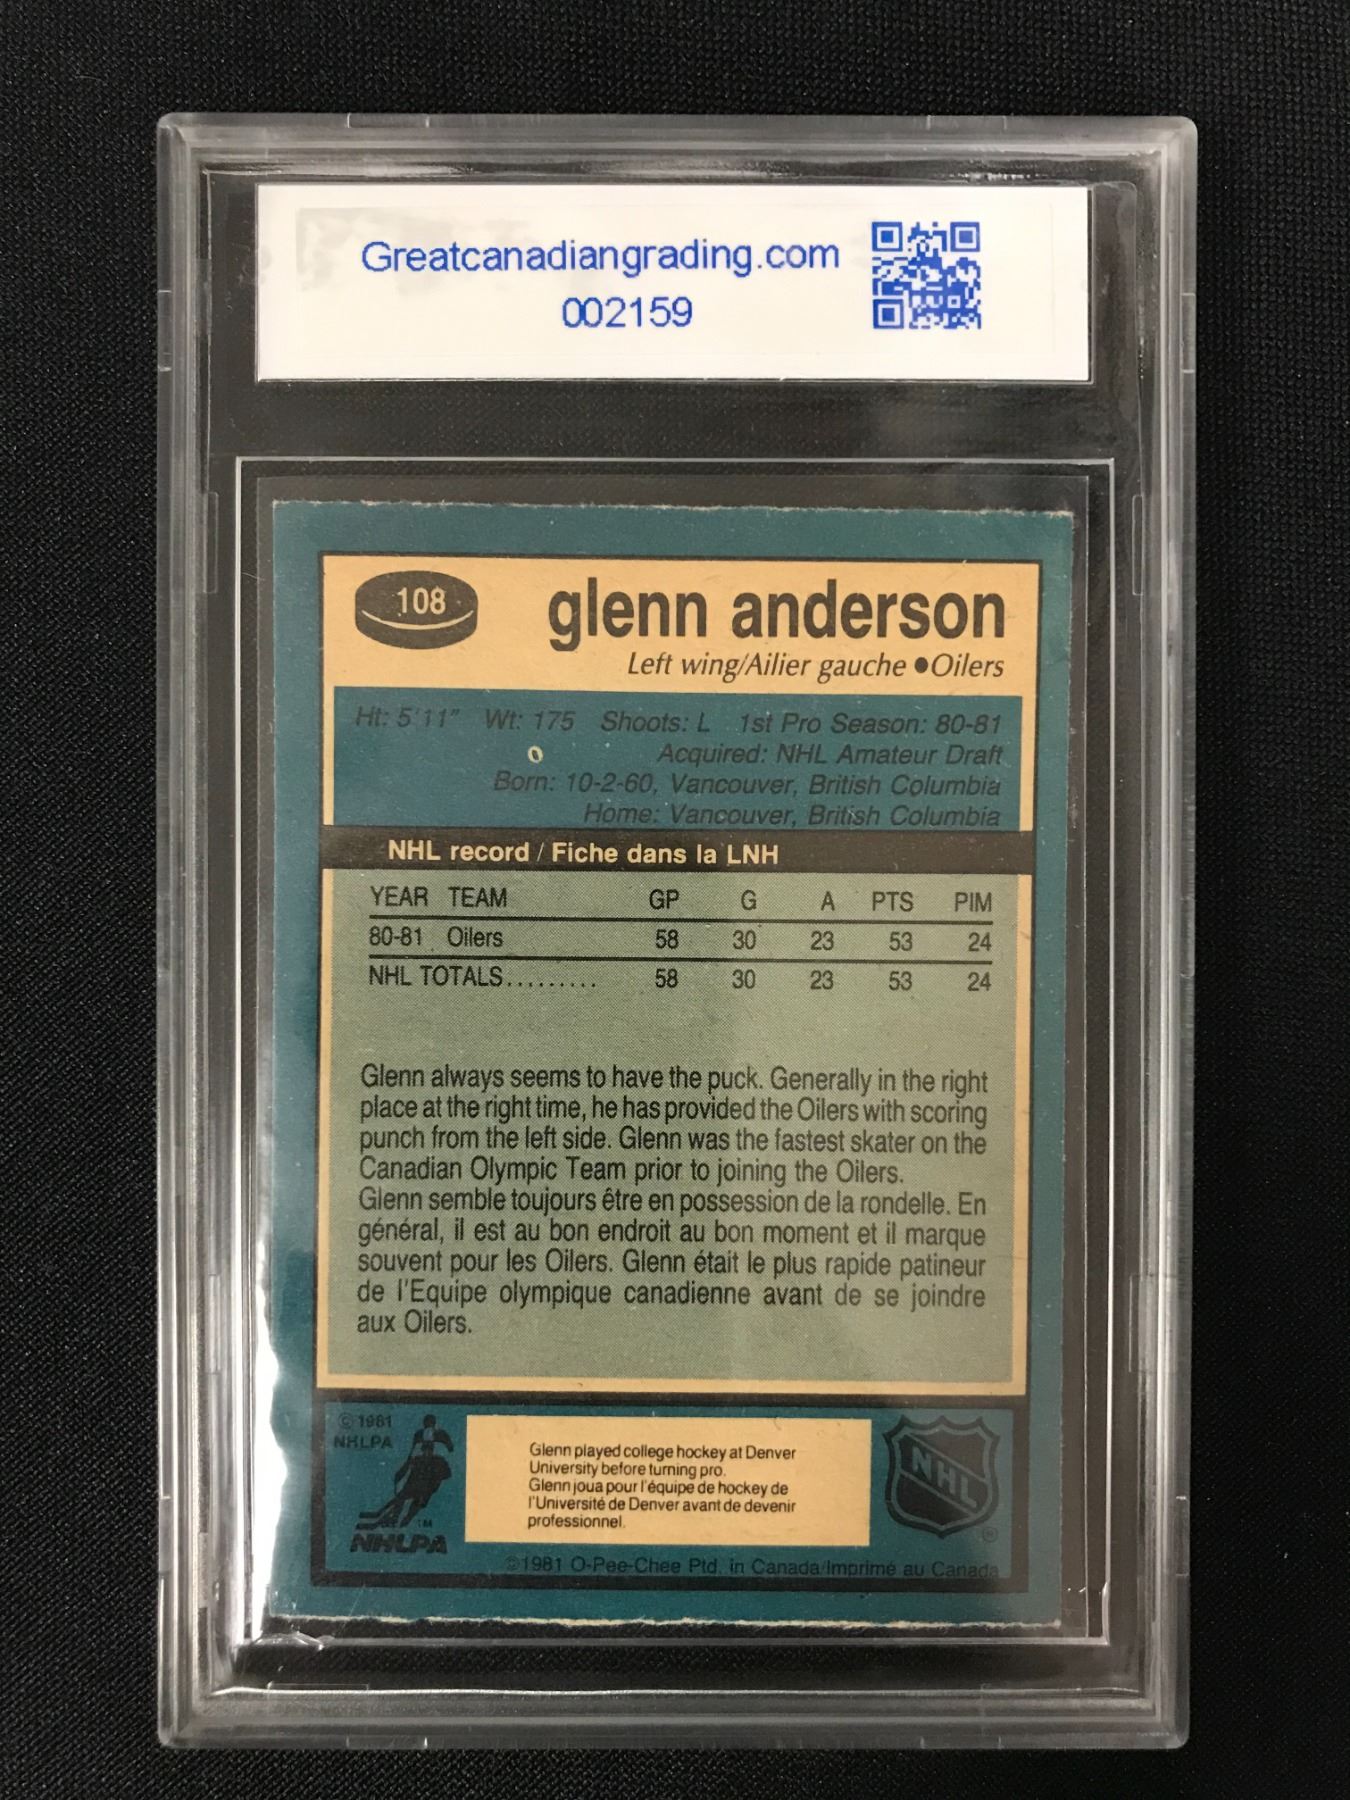 Greatcanadiangrading.com
002159
108
glenn anderson
Left wing/Ailier gauche ●Oilers
Ht: 5'11" Wt: 175 Shoots: L 1st Pro Season: 80-81
Acquired: NHL Amateur Draft
Born: 10-2-60, Vancouver, British Columbia
Home: Vancouver, British Columbia
NHL record / Fiche dans la LNH
YEAR TEAM GP G A PTS PIM
80-81 Oilers 58 30 23 53 24
NHL TOTALS......... 58 30 23 53 24
Glenn always seems to have the puck. Generally in the right
place at the right time, he has provided the Oilers with scoring
punch from the left side. Glenn was the fastest skater on the
Canadian Olympic Team prior to joining the Oilers.
Glenn semble toujours être en possession de la rondelle. En
général, il est au bon endroit au bon moment et il marque
souvent pour les Oilers. Glenn était le plus rapide patineur
de l'Equipe olympique canadienne avant de se joindre
aux Oilers.
© 1981
NHLPA
TM
NHLPA
Glenn played college hockey at Denver
University before turning pro.
Glenn joua pour l'équipe de hockey de
l'Université de Denver avant de devenir
professionnel.
NHL
®
©1981 O-Pee-Chee Ptd. in Canada/Imprimé au Canada